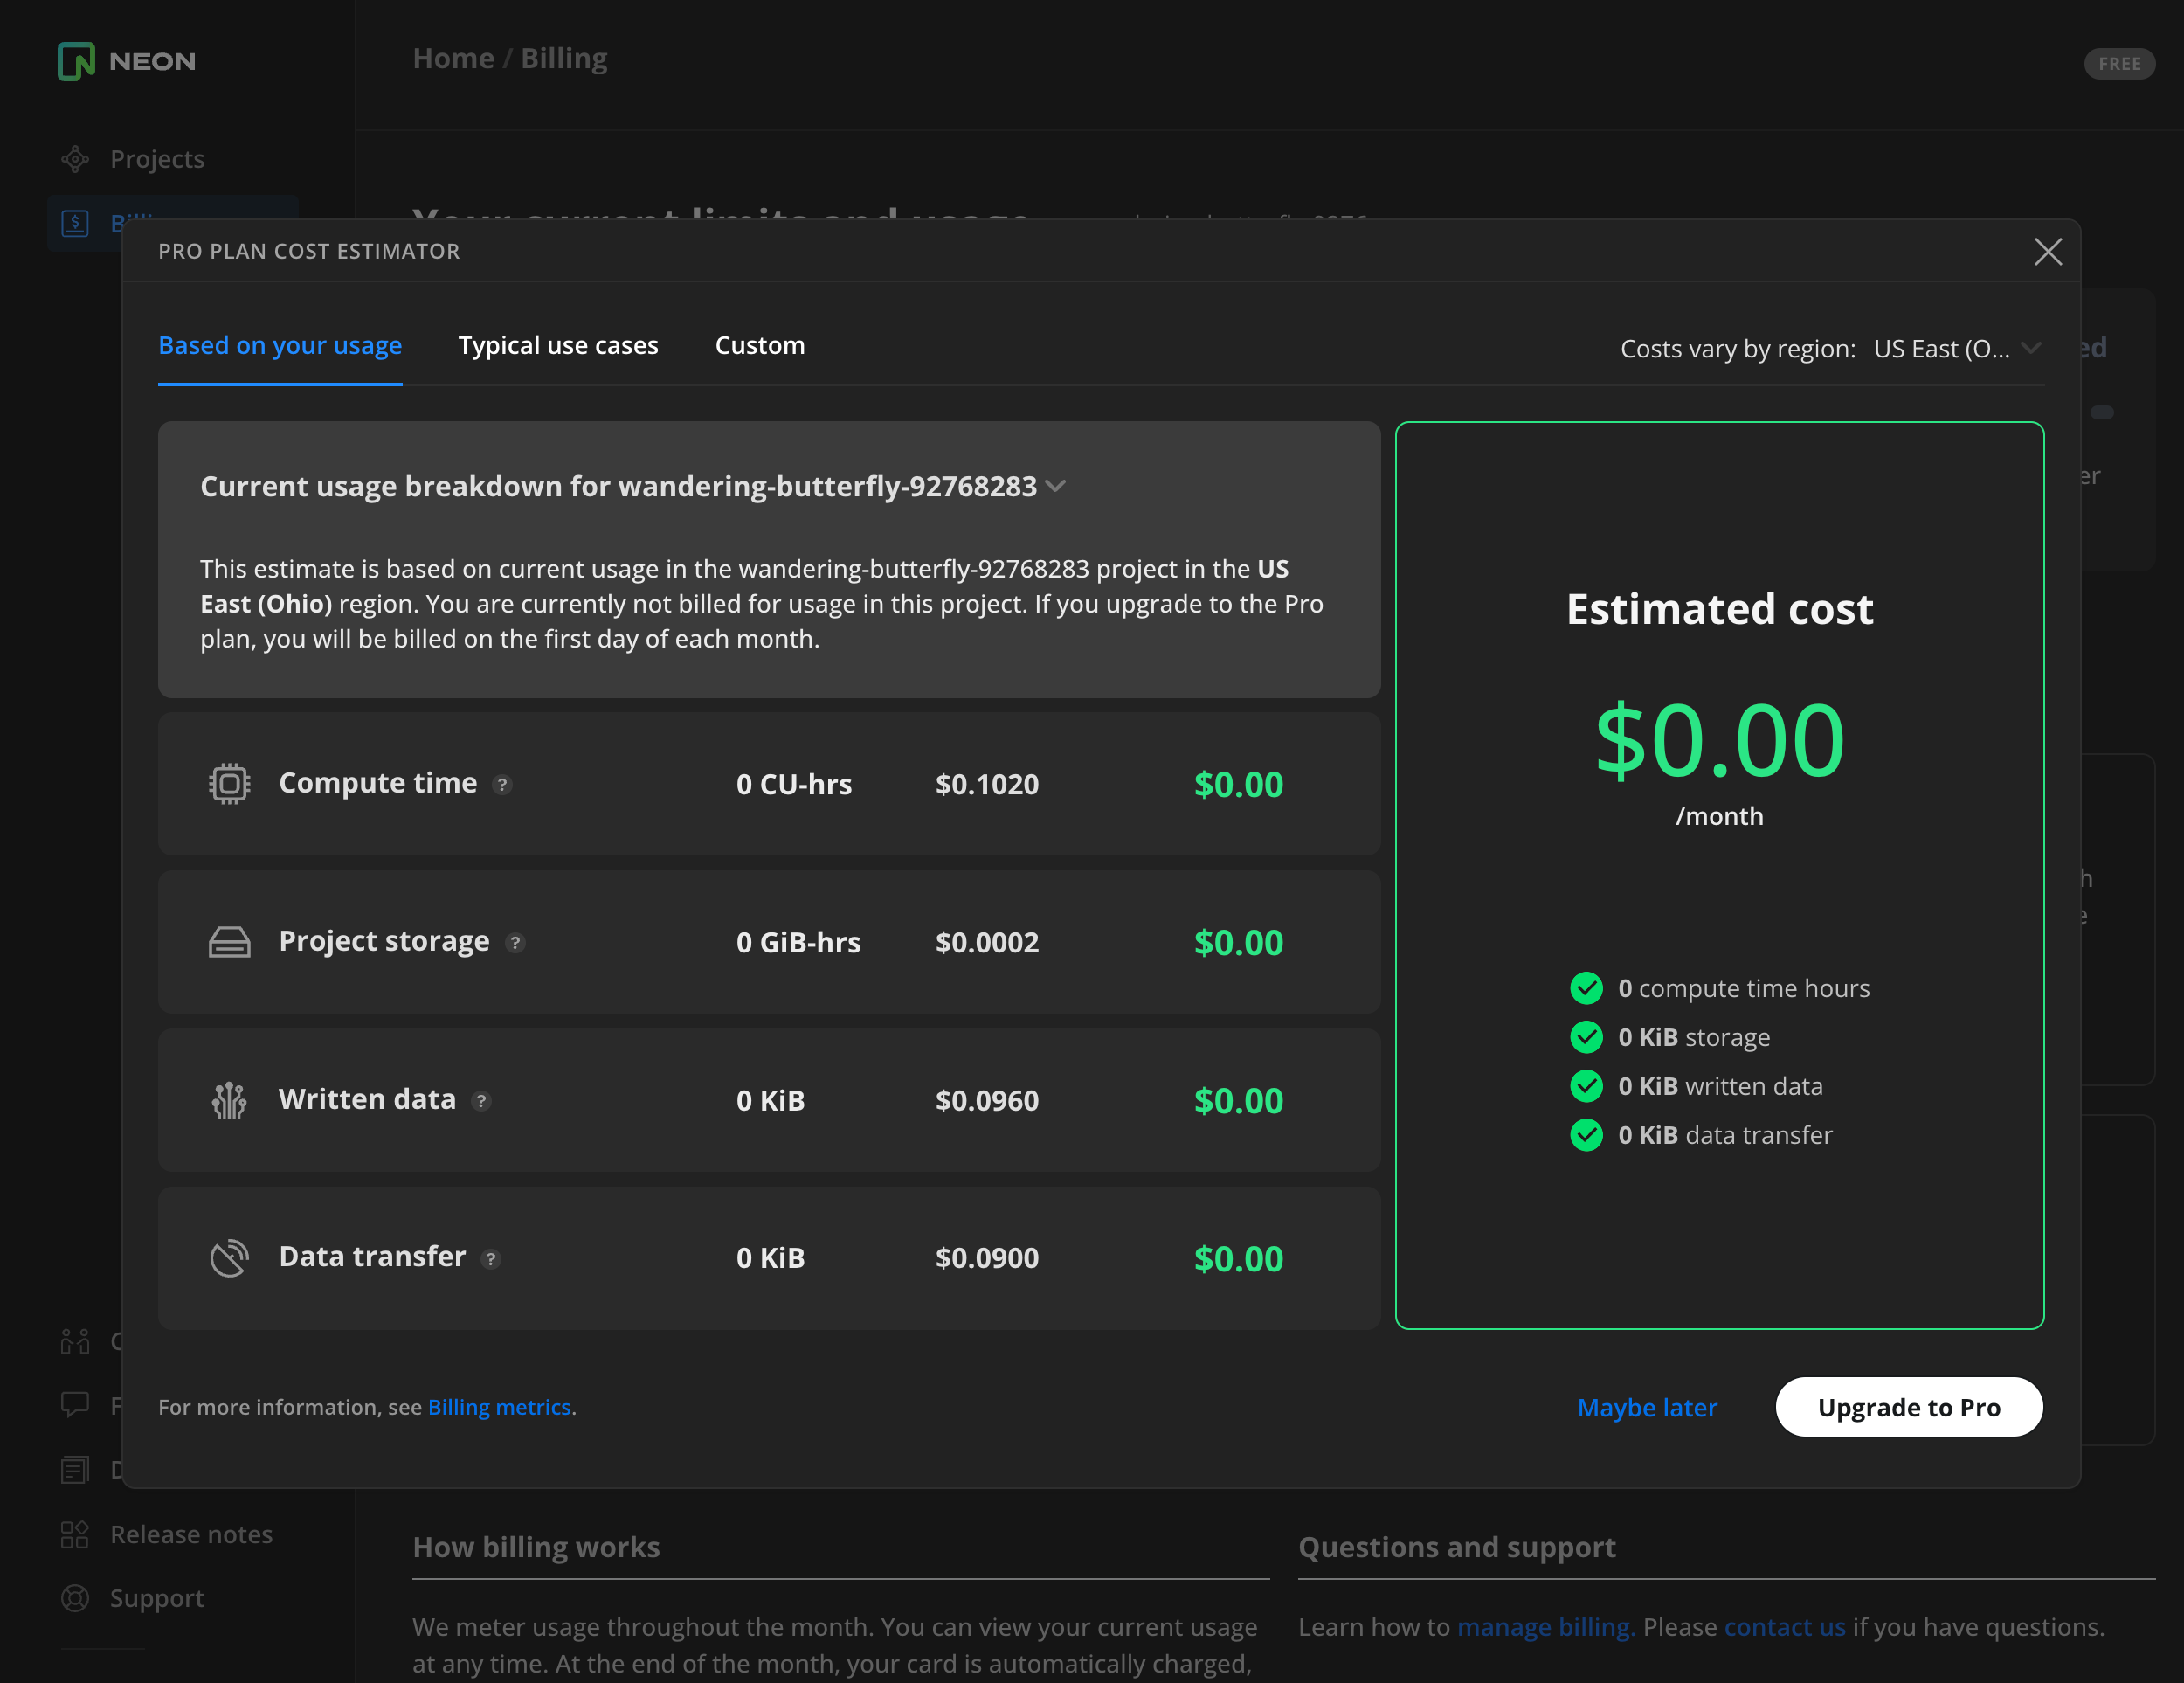 NEON
Home / Billing
FREE
Projects
PRO PLAN COST ESTIMATOR
Based on your usage
Typical use cases
Custom
Costs vary by region: US East (O...
Current usage breakdown for wandering-butterfly-92768283
This estimate is based on current usage in the wandering-butterfly-92768283 project in the US
East (Ohio) region. You are currently not billed for usage in this project. If you upgrade to the Pro
plan, you will be billed on the first day of each month.
Compute time ? 0 CU-hrs $0.1020 $0.00
Project storage ? 0 GiB-hrs $0.0002 $0.00
Written data ? 0 KiB $0.0960 $0.00
Data transfer ? 0 KiB $0.0900 $0.00
Estimated cost
$0.00
/month
0 compute time hours
0 KiB storage
0 KiB written data
0 KiB data transfer
For more information, see Billing metrics.
Maybe later
Upgrade to Pro
Release notes
Support
How billing works
We meter usage throughout the month. You can view your current usage
at any time. At the end of the month, your card is automatically charged,
Questions and support
Learn how to manage billing. Please contact us if you have questions.